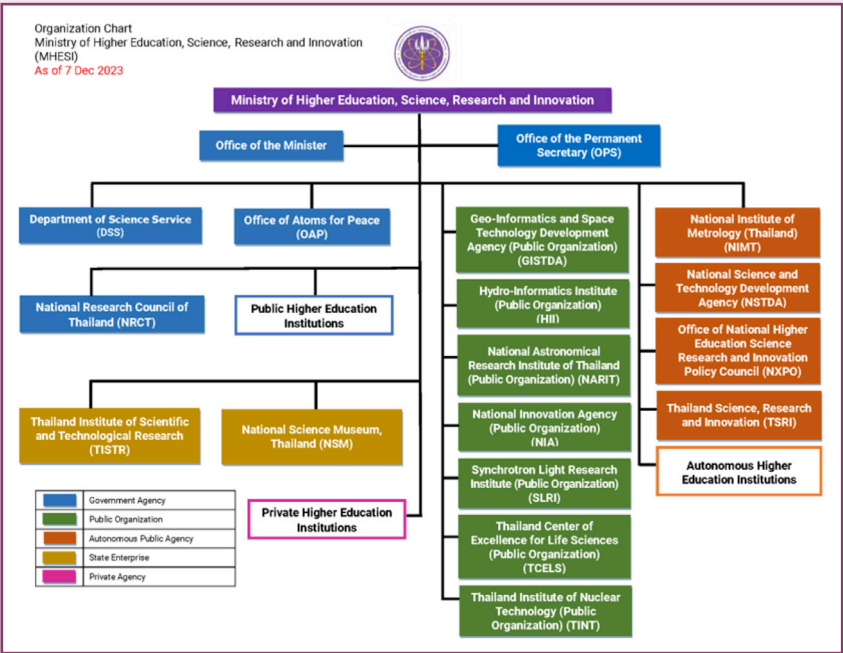 Organization Chart
Ministry of Higher Education, Science, Research and Innovation
(MHESI)
As of 7 Dec 2023
Ministry of Higher Education, Science, Research and Innovation
Office of the Minister
Office of the Permanent
Secretary (OPS)
Department of Science Service
(DSS)
Office of Atoms for Peace
(OAP)
Geo-Informatics and Space
Technology Development
Agency (Public Organization)
(GISTDA)
National Institute of
Metrology (Thailand)
(NIMT)
National Science and
Technology Development
Agency (NSTDA)
National Research Council of
Thailand (NRCT)
Public Higher Education
Institutions
Hydro-Informatics Institute
(Public Organization)
(HII)
Office of National Higher
Education Science
Research and Innovation
Policy Council (NXPO)
National Astronomical
Research Institute of Thailand
(Public Organization) (NARIT)
Thailand Institute of Scientific
and Technological Research
(TISTR)
National Science Museum,
Thailand (NSM)
National Innovation Agency
(Public Organization)
(NIA)
Thailand Science, Research
and Innovation (TSRI)
Synchrotron Light Research
Institute (Public Organization)
(SLRI)
Autonomous Higher
Education Institutions
Private Higher Education
Institutions
Thailand Center of
Excellence for Life Sciences
(Public Organization)
(TCELS)
Thailand Institute of Nuclear
Technology (Public
Organization) (TINT)
Government Agency
Public Organization
Autonomous Public Agency
State Enterprise
Private Agency